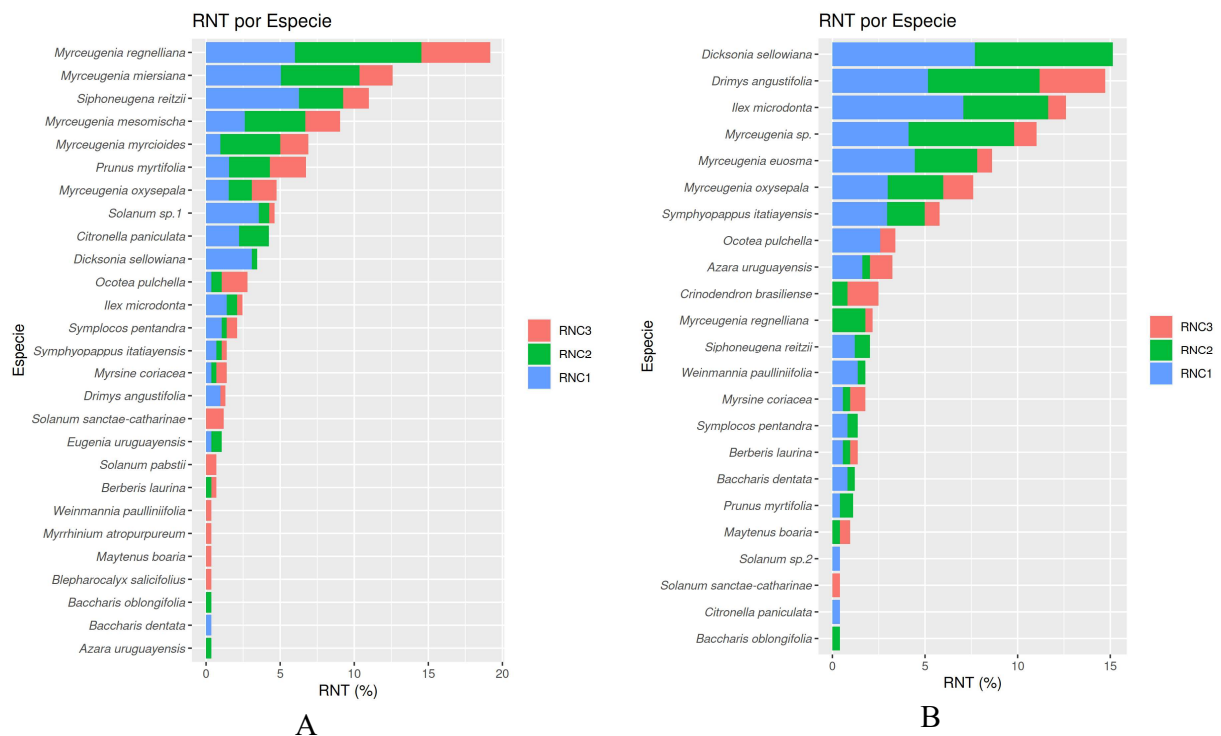 RNT por Especie
Myrceugenia regnelliana
Myrceugenia miersiana
Siphoneugena reitzii
Myrceugenia mesomischa
Myrceugenia myrcioides
Prunus myrtifolia
Myrceugenia oxysepala
Solanum sp.1
Citronella paniculata
Dicksonia sellowiana
Ocotea pulchella
Ilex microdonta
Symplocos pentandra
Symphyopappus itatiayensis
Myrsine coriacea
Drimys angustifolia
Solanum sanctae-catharinae
Eugenia uruguayensis
Solanum pabstii
Berberis laurina
Weinmannia paulliniifolia
Myrrhinium atropurpureum
Maytenus boaria
Blepharocalyx salicifolius
Baccharis oblongifolia
Baccharis dentata
Azara uruguayensis
Especie
0 5 10 15 20
RNT (%)
RNC3
RNC2
RNC1
A
RNT por Especie
Dicksonia sellowiana
Drimys angustifolia
Ilex microdonta
Myrceugenia sp.
Myrceugenia euosma
Myrceugenia oxysepala
Symphyopappus itatiayensis
Ocotea pulchella
Azara uruguayensis
Crinodendron brasiliense
Myrceugenia regnelliana
Siphoneugena reitzii
Weinmannia paulliniifolia
Myrsine coriacea
Symplocos pentandra
Berberis laurina
Baccharis dentata
Prunus myrtifolia
Maytenus boaria
Solanum sp.2
Solanum sanctae-catharinae
Citronella paniculata
Baccharis oblongifolia
Especie
0 5 10 15
RNT (%)
RNC3
RNC2
RNC1
B